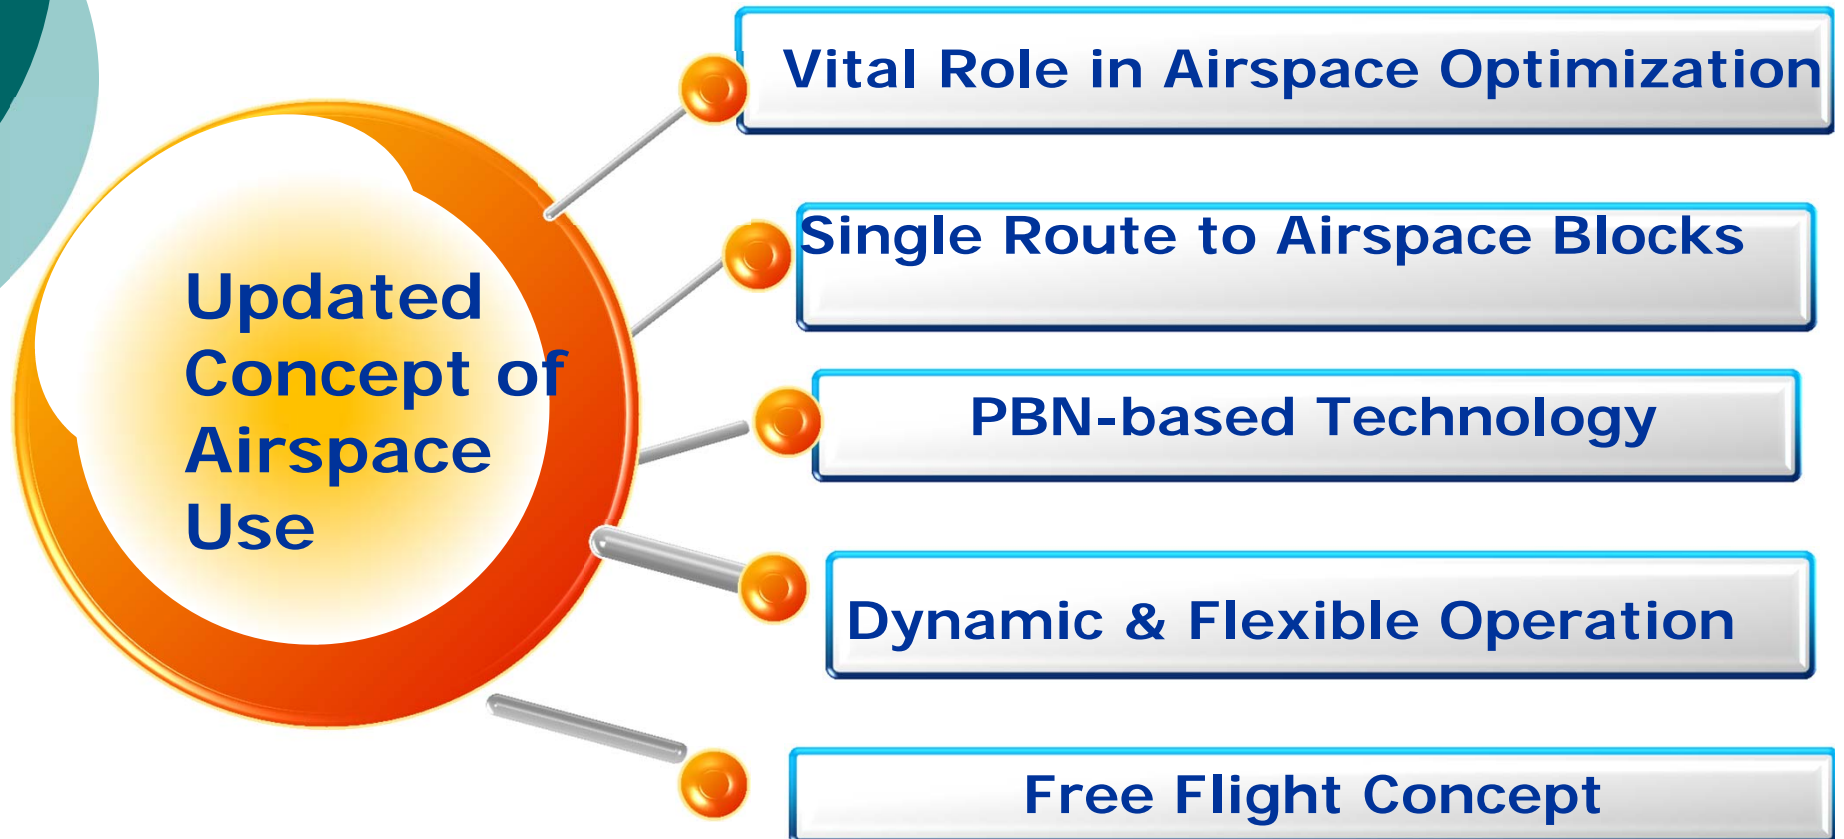 Vital Role in Airspace Optimization
Single Route to Airspace Blocks
Updated
Concept of
Airspace
Use
PBN-based Technology
Dynamic & Flexible Operation
Free Flight Concept